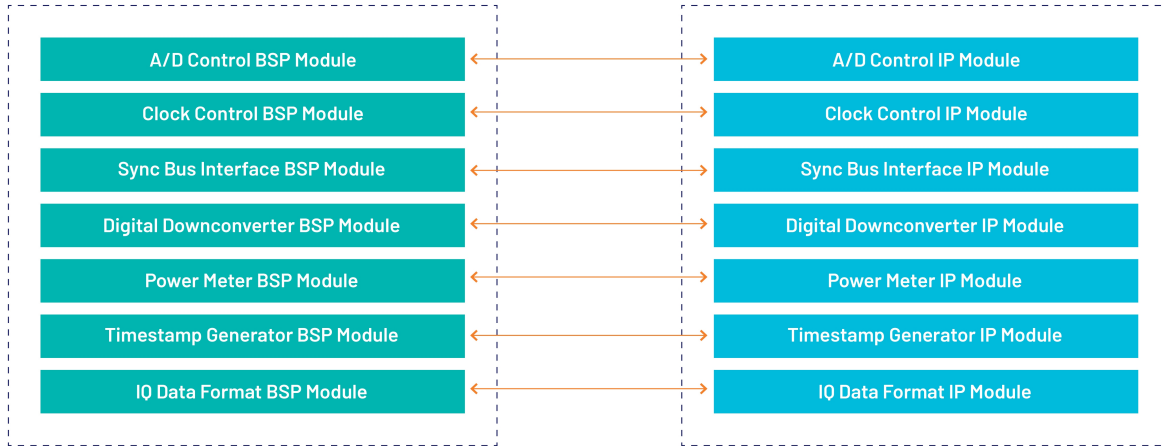 A/D Control BSP Module
A/D Control IP Module
Clock Control BSP Module
Clock Control IP Module
Sync Bus Interface BSP Module
Sync Bus Interface IP Module
Digital Downconverter BSP Module
Digital Downconverter IP Module
Power Meter BSP Module
Power Meter IP Module
Timestamp Generator BSP Module
Timestamp Generator IP Module
IQ Data Format BSP Module
IQ Data Format IP Module